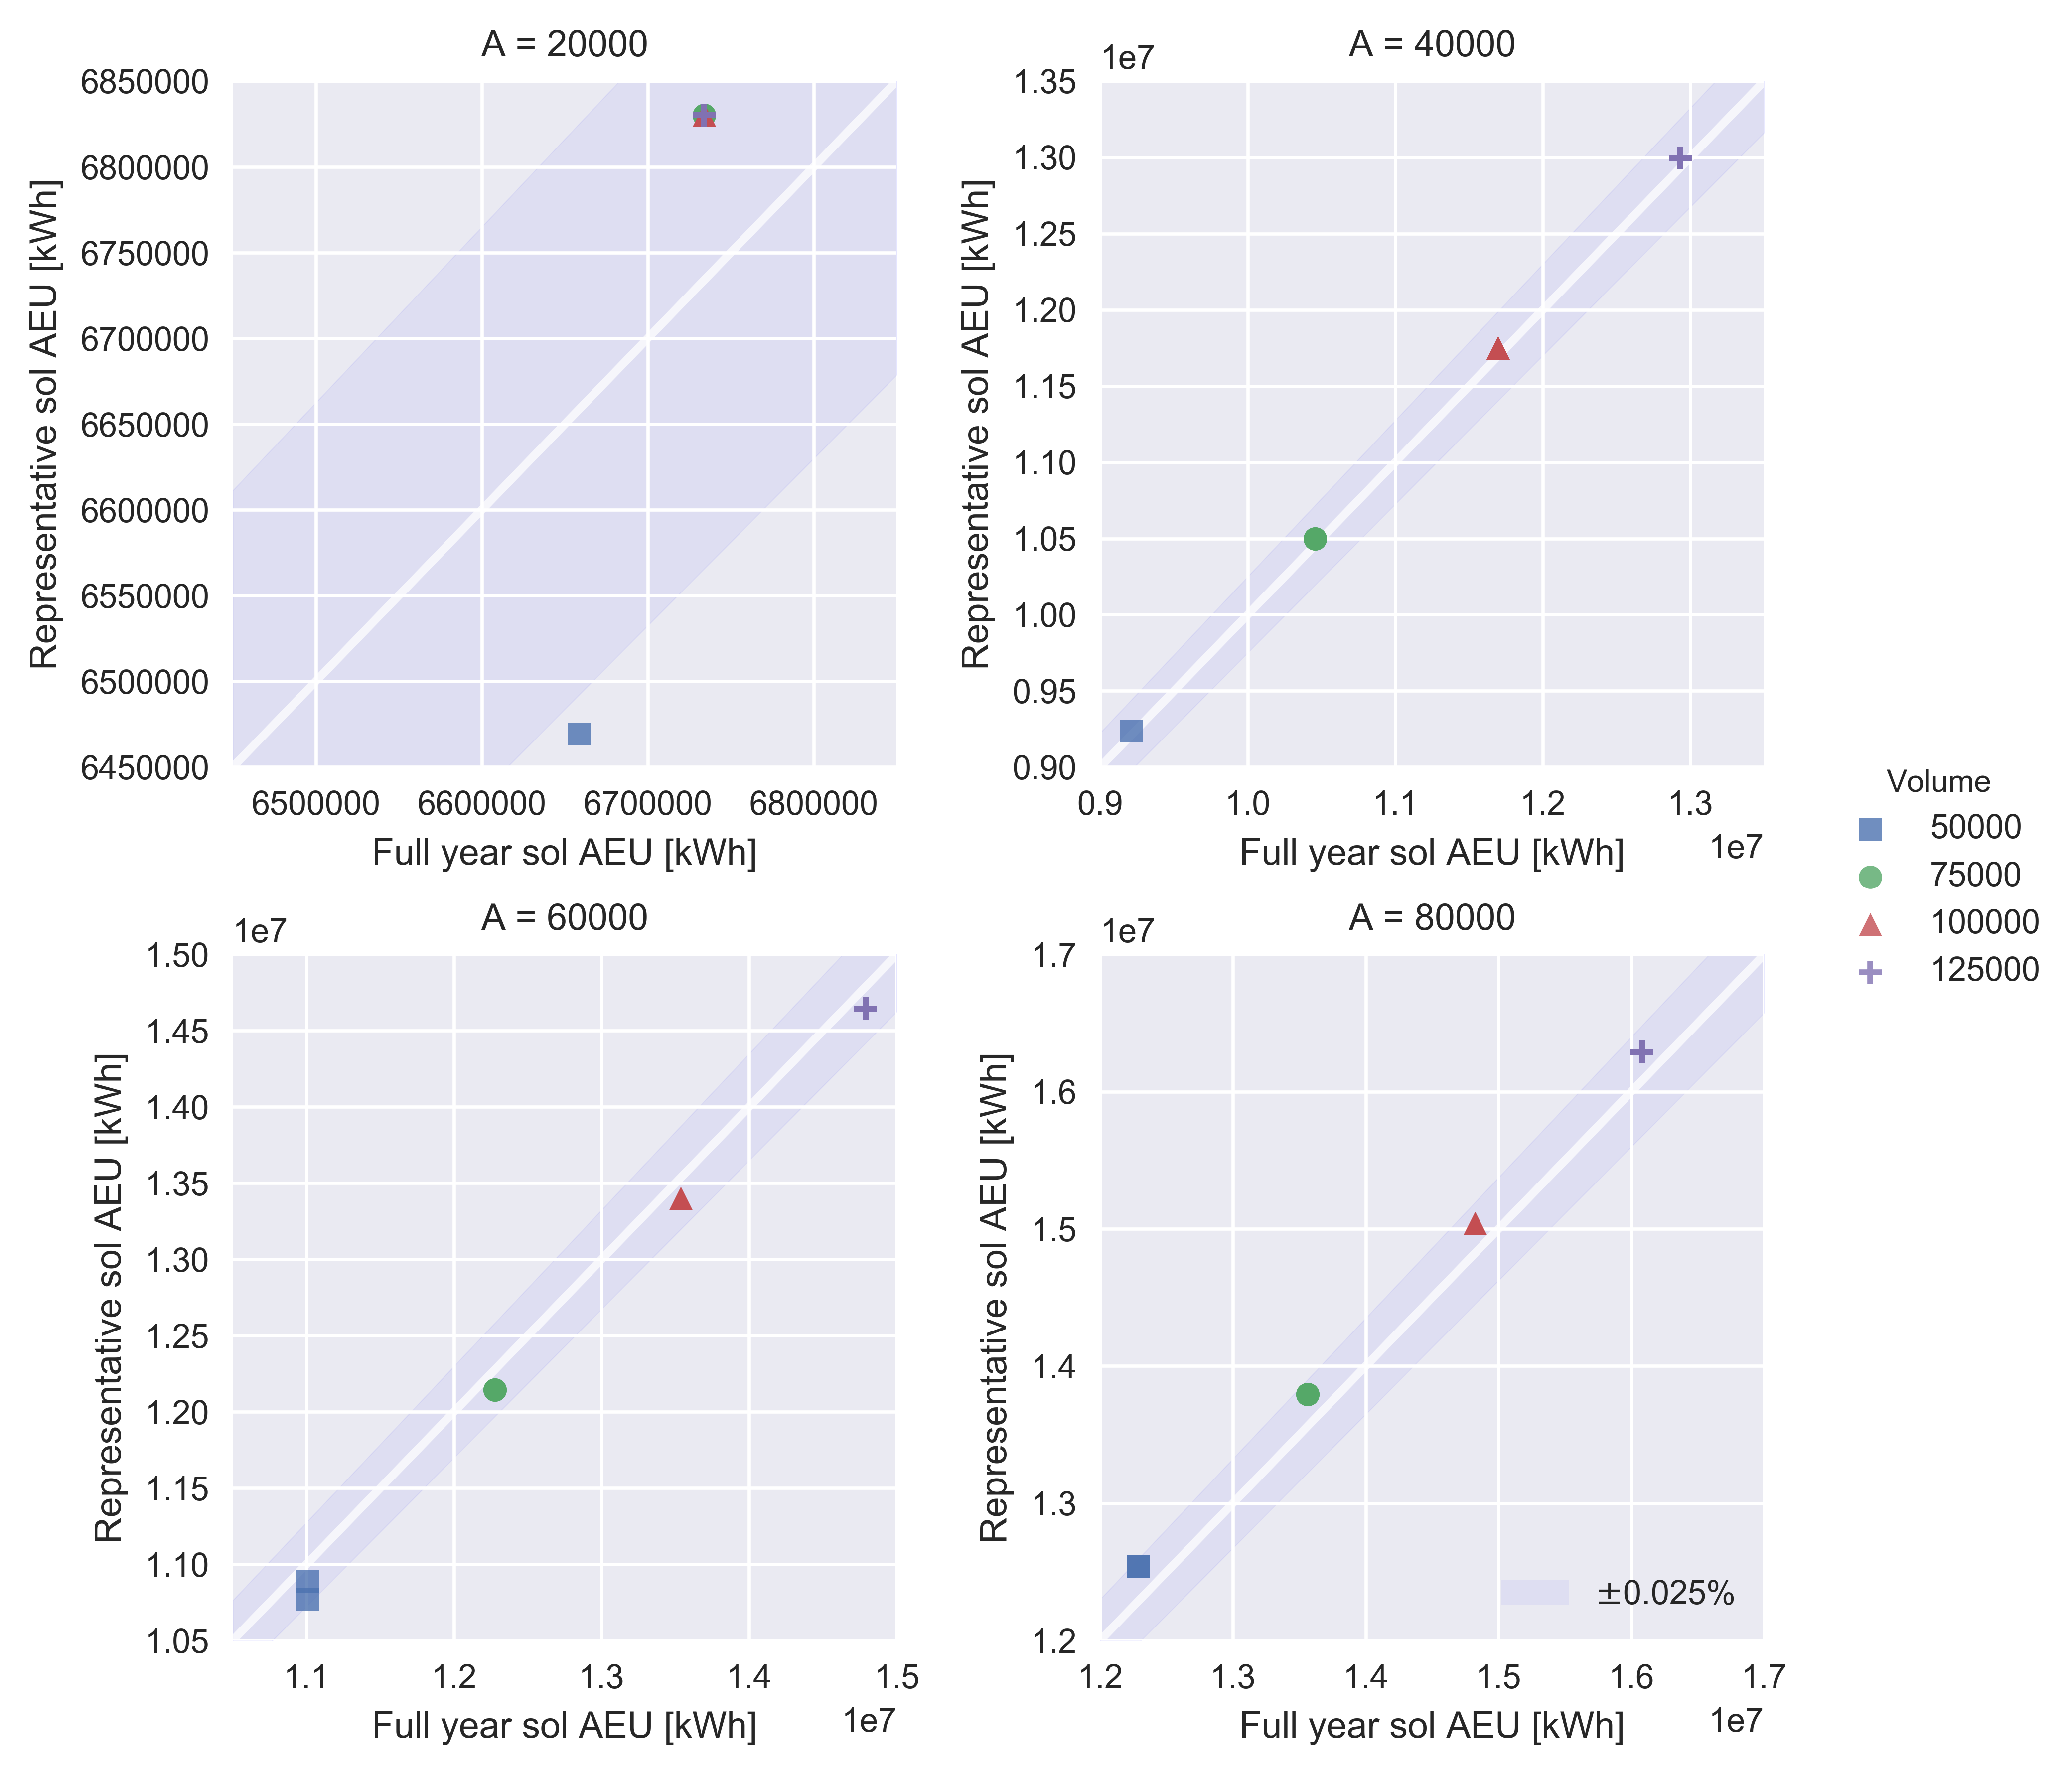 A = 20000
6850000
6800000
6750000
6700000
6650000
6600000
6550000
6500000
6450000
Representative sol AEU [kWh]
6500000 6600000 6700000 6800000
Full year sol AEU [kWh]
A = 40000
1e7
1.35
1.30
1.25
1.20
1.15
1.10
1.05
1.00
0.95
0.90
Representative sol AEU [kWh]
0.9 1.0 1.1 1.2 1.3
1e7
Full year sol AEU [kWh]
Volume
50000
75000
100000
125000
A = 60000
1e7
1.50
1.45
1.40
1.35
1.30
1.25
1.20
1.15
1.10
1.05
Representative sol AEU [kWh]
1.1 1.2 1.3 1.4 1.5
1e7
Full year sol AEU [kWh]
A = 80000
1e7
1.7
1.6
1.5
1.4
1.3
1.2
Representative sol AEU [kWh]
±0.025%
1.2 1.3 1.4 1.5 1.6 1.7
1e7
Full year sol AEU [kWh]